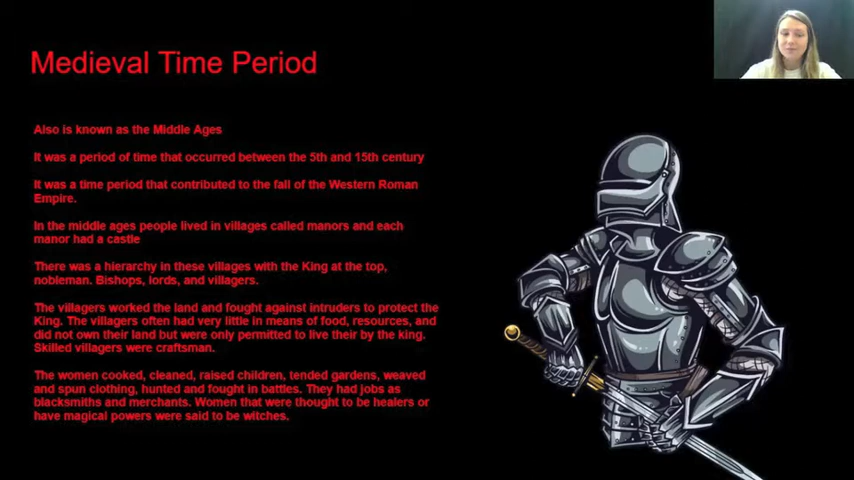 Medieval Time Period
Also is known as the Middle Ages
It was a period of time that occurred between the 5th and 15th century
It was a time period that contributed to the fall of the Western Roman
Empire.
In the middle ages people lived in villages called manors and each
manor had a castle
There was a hierarchy in these villages with the King at the top,
nobleman. Bishops, lords, and villagers.
The villagers worked the land and fought against intruders to protect the
King. The villagers often had very little in means of food, resources, and
did not own their land but were only permitted to live their by the king.
Skilled villagers were craftsman.
The women cooked, cleaned, raised children, tended gardens, weaved
and spun clothing, hunted and fought in battles. They had jobs as
blacksmiths and merchants. Women that were thought to be healers or
have magical powers were said to be witches.